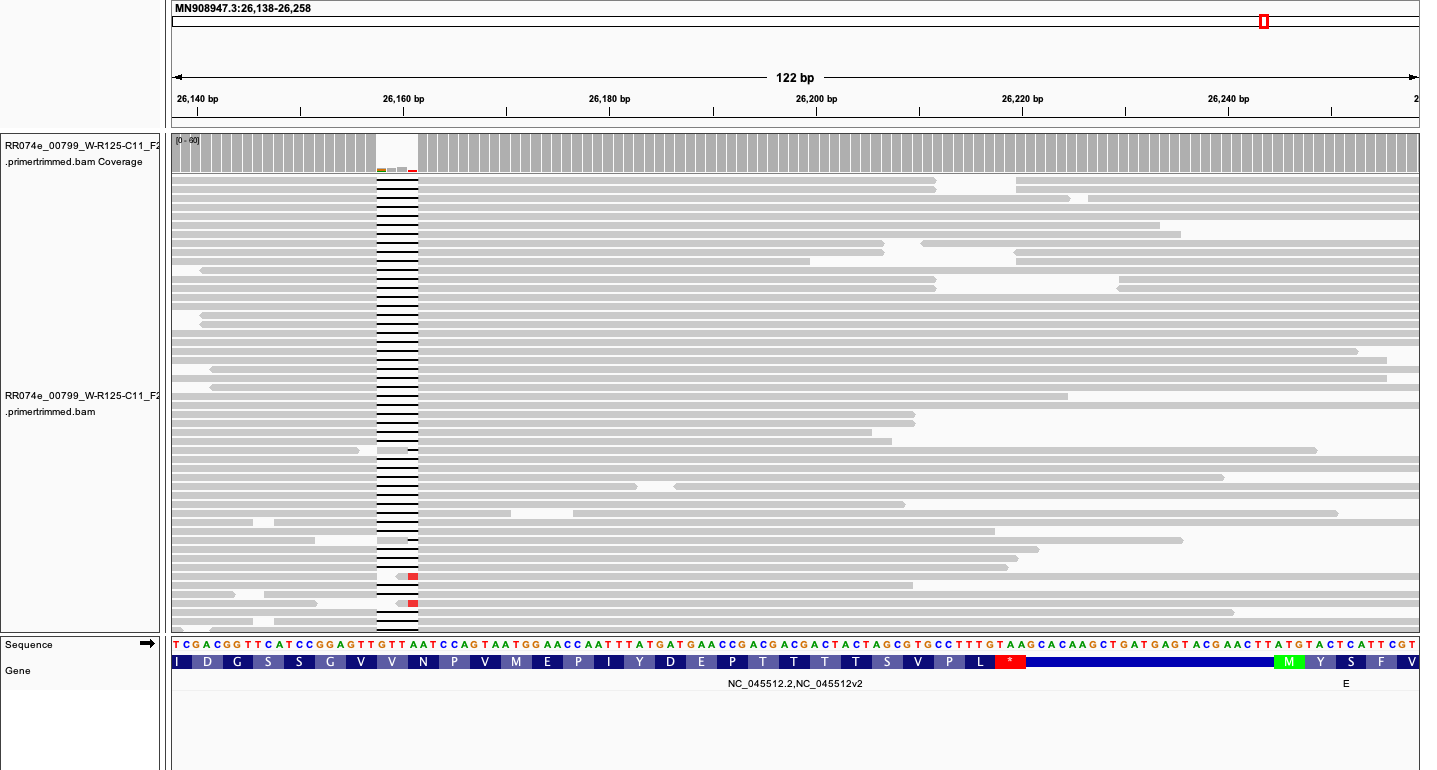 MN908947.3:26,138-26,258
122 bp
26,140 bp 26,160 bp 26,180 bp 26,200 bp 26,220 bp 26,240 bp 2
RR074e_00799_W-R125-C11_F2
.primertrimmed.bam Coverage
[0 - 60]
RR074e_00799_W-R125-C11_F2
.primertrimmed.bam
Sequence
T C G A C G G T T C A T C C G G A G T T G T T A A T C C A G T A A T G G A A C C A A T T T A T G A T G A A C C G A C G A C G A C T A C T A G C G T G C C T T T G T A A G C A C A A G C T G A T G A G T A C G A A C T T A T G T A C T C A T T C G T
Gene
I D G S S G V V N P V M E P I Y D E P T T T T S V P L * M Y S F V
NC_045512.2,NC_045512v2 E